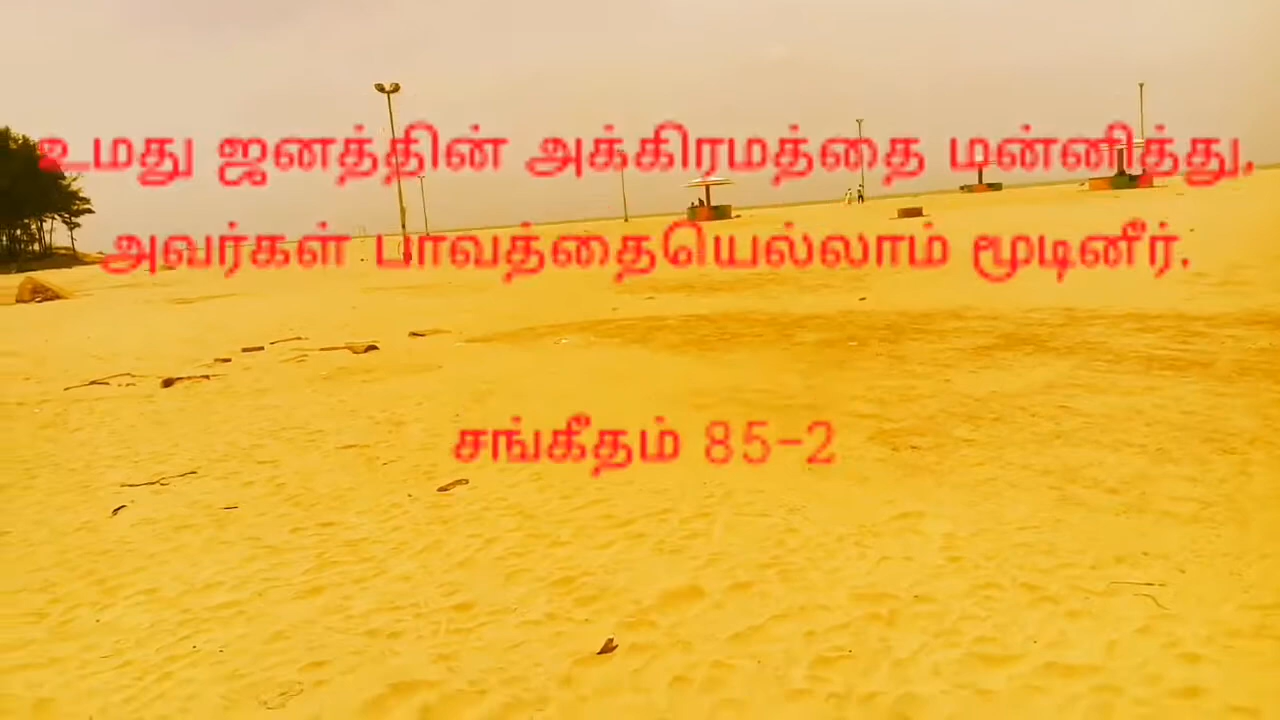 உமது ஜனத்தின் அக்கிரமத்தை மன்னித்து,
அவர்கள் பாவத்தையெல்லாம் மூடினீர்.
சங்கீதம் 85-2